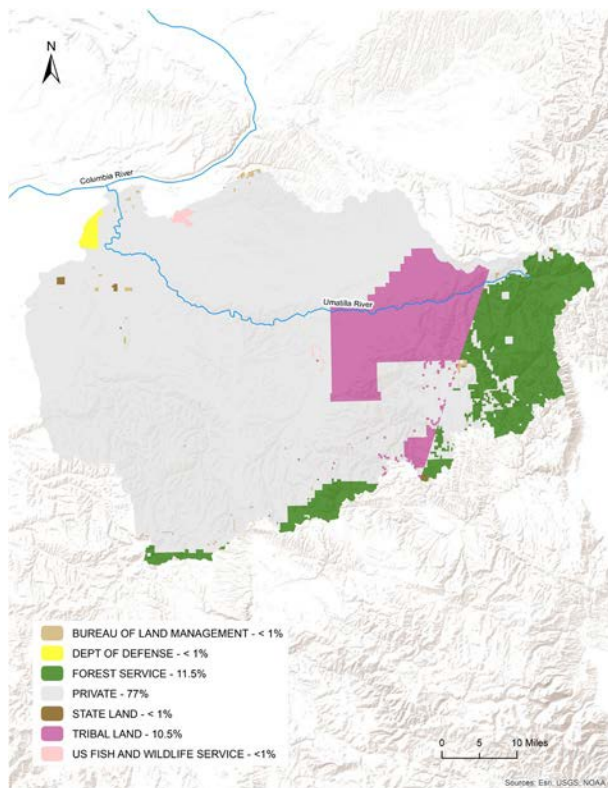 N
Columbia River
Umatilla River
BUREAU OF LAND MANAGEMENT - < 1%
DEPT OF DEFENSE - < 1%
FOREST SERVICE - 11.5%
PRIVATE - 77%
STATE LAND - < 1%
TRIBAL LAND - 10.5%
US FISH AND WILDLIFE SERVICE - <1%
0 5 10 Miles
Sources: Esri, USGS, NOAA